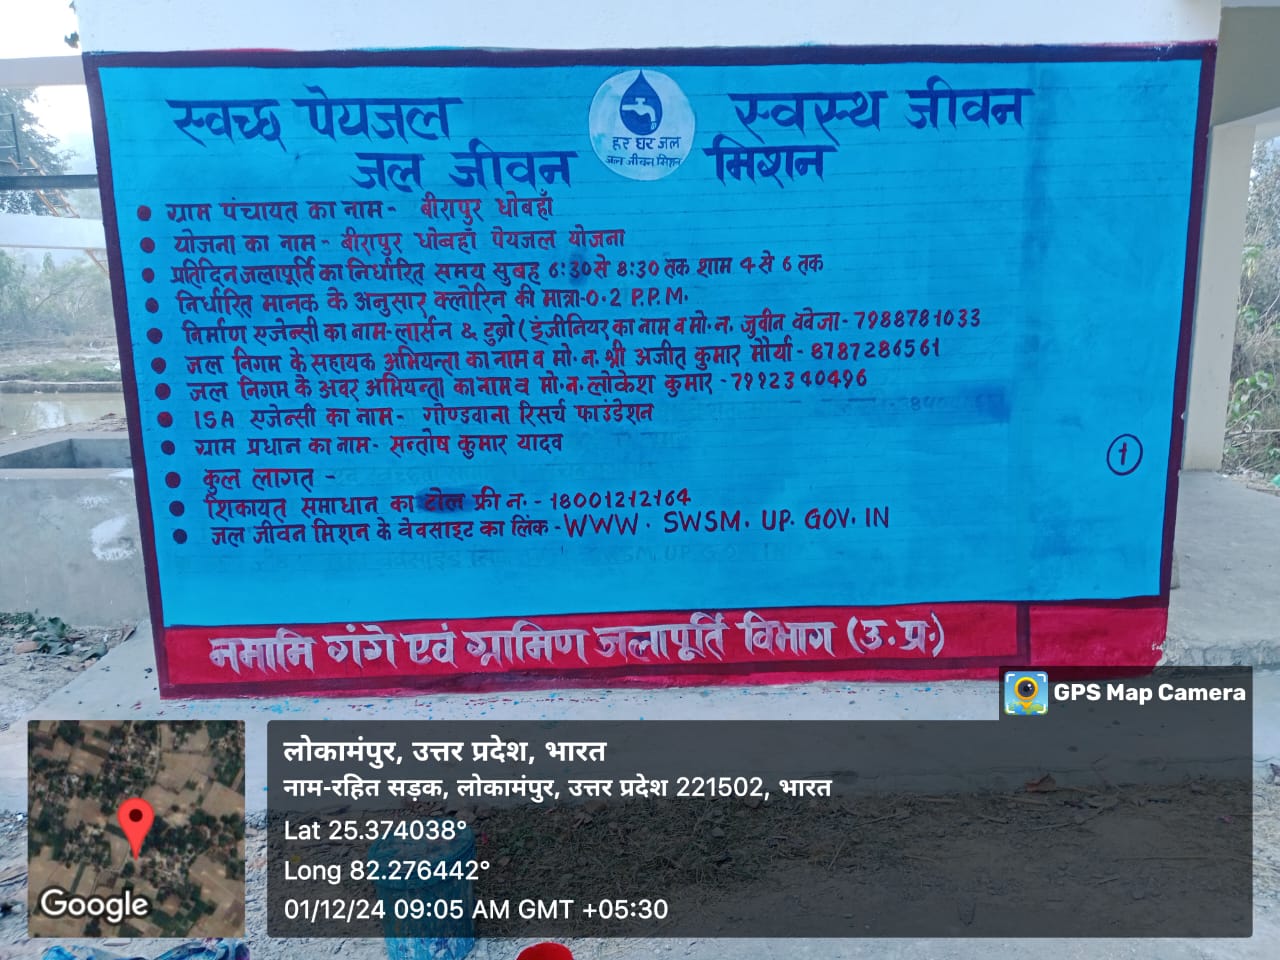 स्वच्छ पेयजल स्वस्थ जीवन
हर घर जल
जल जीवन मिशन
जल जीवन मिशन
• ग्राम पंचायत का नाम - बीरापुर धोबहाँ
• योजना का नाम - बीरापुर धोबहाँ पेयजल योजना
• प्रतिदिन जलापूर्ति का निर्धारित समय सुबह 6:30 से 8:30 तक शाम 4 से 6 तक
• निर्धारित मानक के अनुसार क्लोरिन की मात्रा-0.2 P.P.M.
• निर्माण एजेन्सी का नाम-लार्सन & टुब्रो (इंजीनियर का नाम व मो.न. जुवीन ववेजा - 7988781033
• जल निगम के सहायक अभियन्ता का नाम व मो.न. श्री अजीत कुमार मौर्या - 8787286561
• जल निगम के अवर अभियन्ता का नाम व मो.न. लोकेश कुमार - 7992340496
• ISA एजेन्सी का नाम - गोण्डवाना रिसर्च फाउंडेशन
• ग्राम प्रधान का नाम - सन्तोष कुमार यादव
• कुल लागत -
• शिकायत समाधान का टोल फ्री न. - 18001212164
• जल जीवन मिशन के वेवसाइट का लिंक - WWW. SWSM. UP. GOV. IN
1
नमामि गंगे एवं ग्रामिण जलापूर्ति विभाग (उ.प्र.)
GPS Map Camera
लोकामंपुर, उत्तर प्रदेश, भारत
नाम-रहित सड़क, लोकामंपुर, उत्तर प्रदेश 221502, भारत
Lat 25.374038°
Long 82.276442°
01/12/24 09:05 AM GMT +05:30
Google